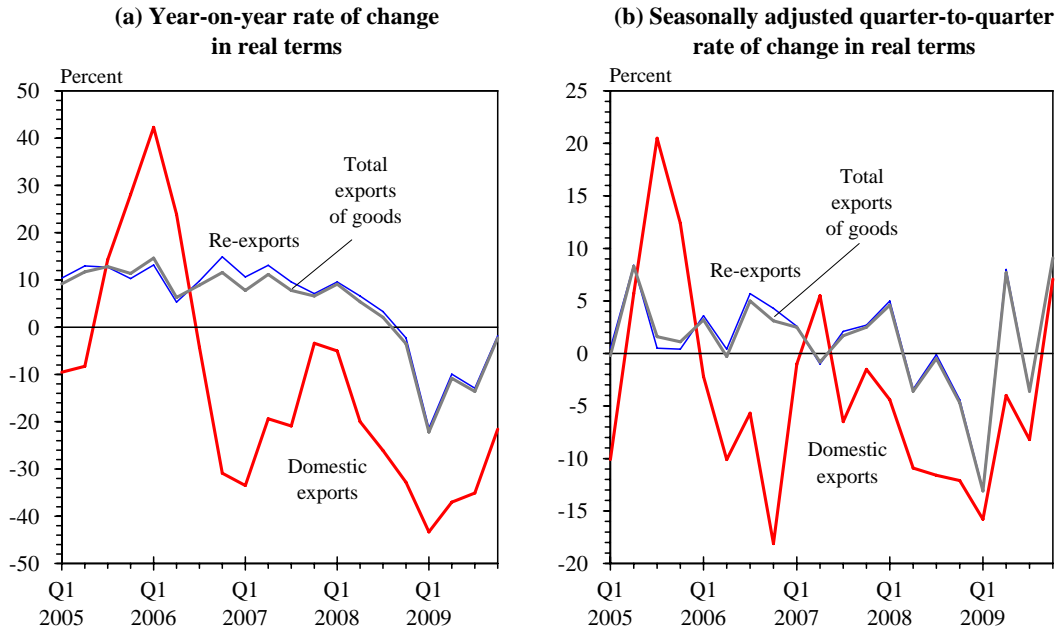 (a) Year-on-year rate of change
in real terms
Percent
50
40
30
20
10
0
-10
-20
-30
-40
-50
Total
exports
of goods
Re-exports
Domestic
exports
Q1 Q1 Q1 Q1 Q1
2005 2006 2007 2008 2009
(b) Seasonally adjusted quarter-to-quarter
rate of change in real terms
Percent
25
20
15
10
5
0
-5
-10
-15
-20
Total
exports
of goods
Re-exports
Domestic
exports
Q1 Q1 Q1 Q1 Q1
2005 2006 2007 2008 2009